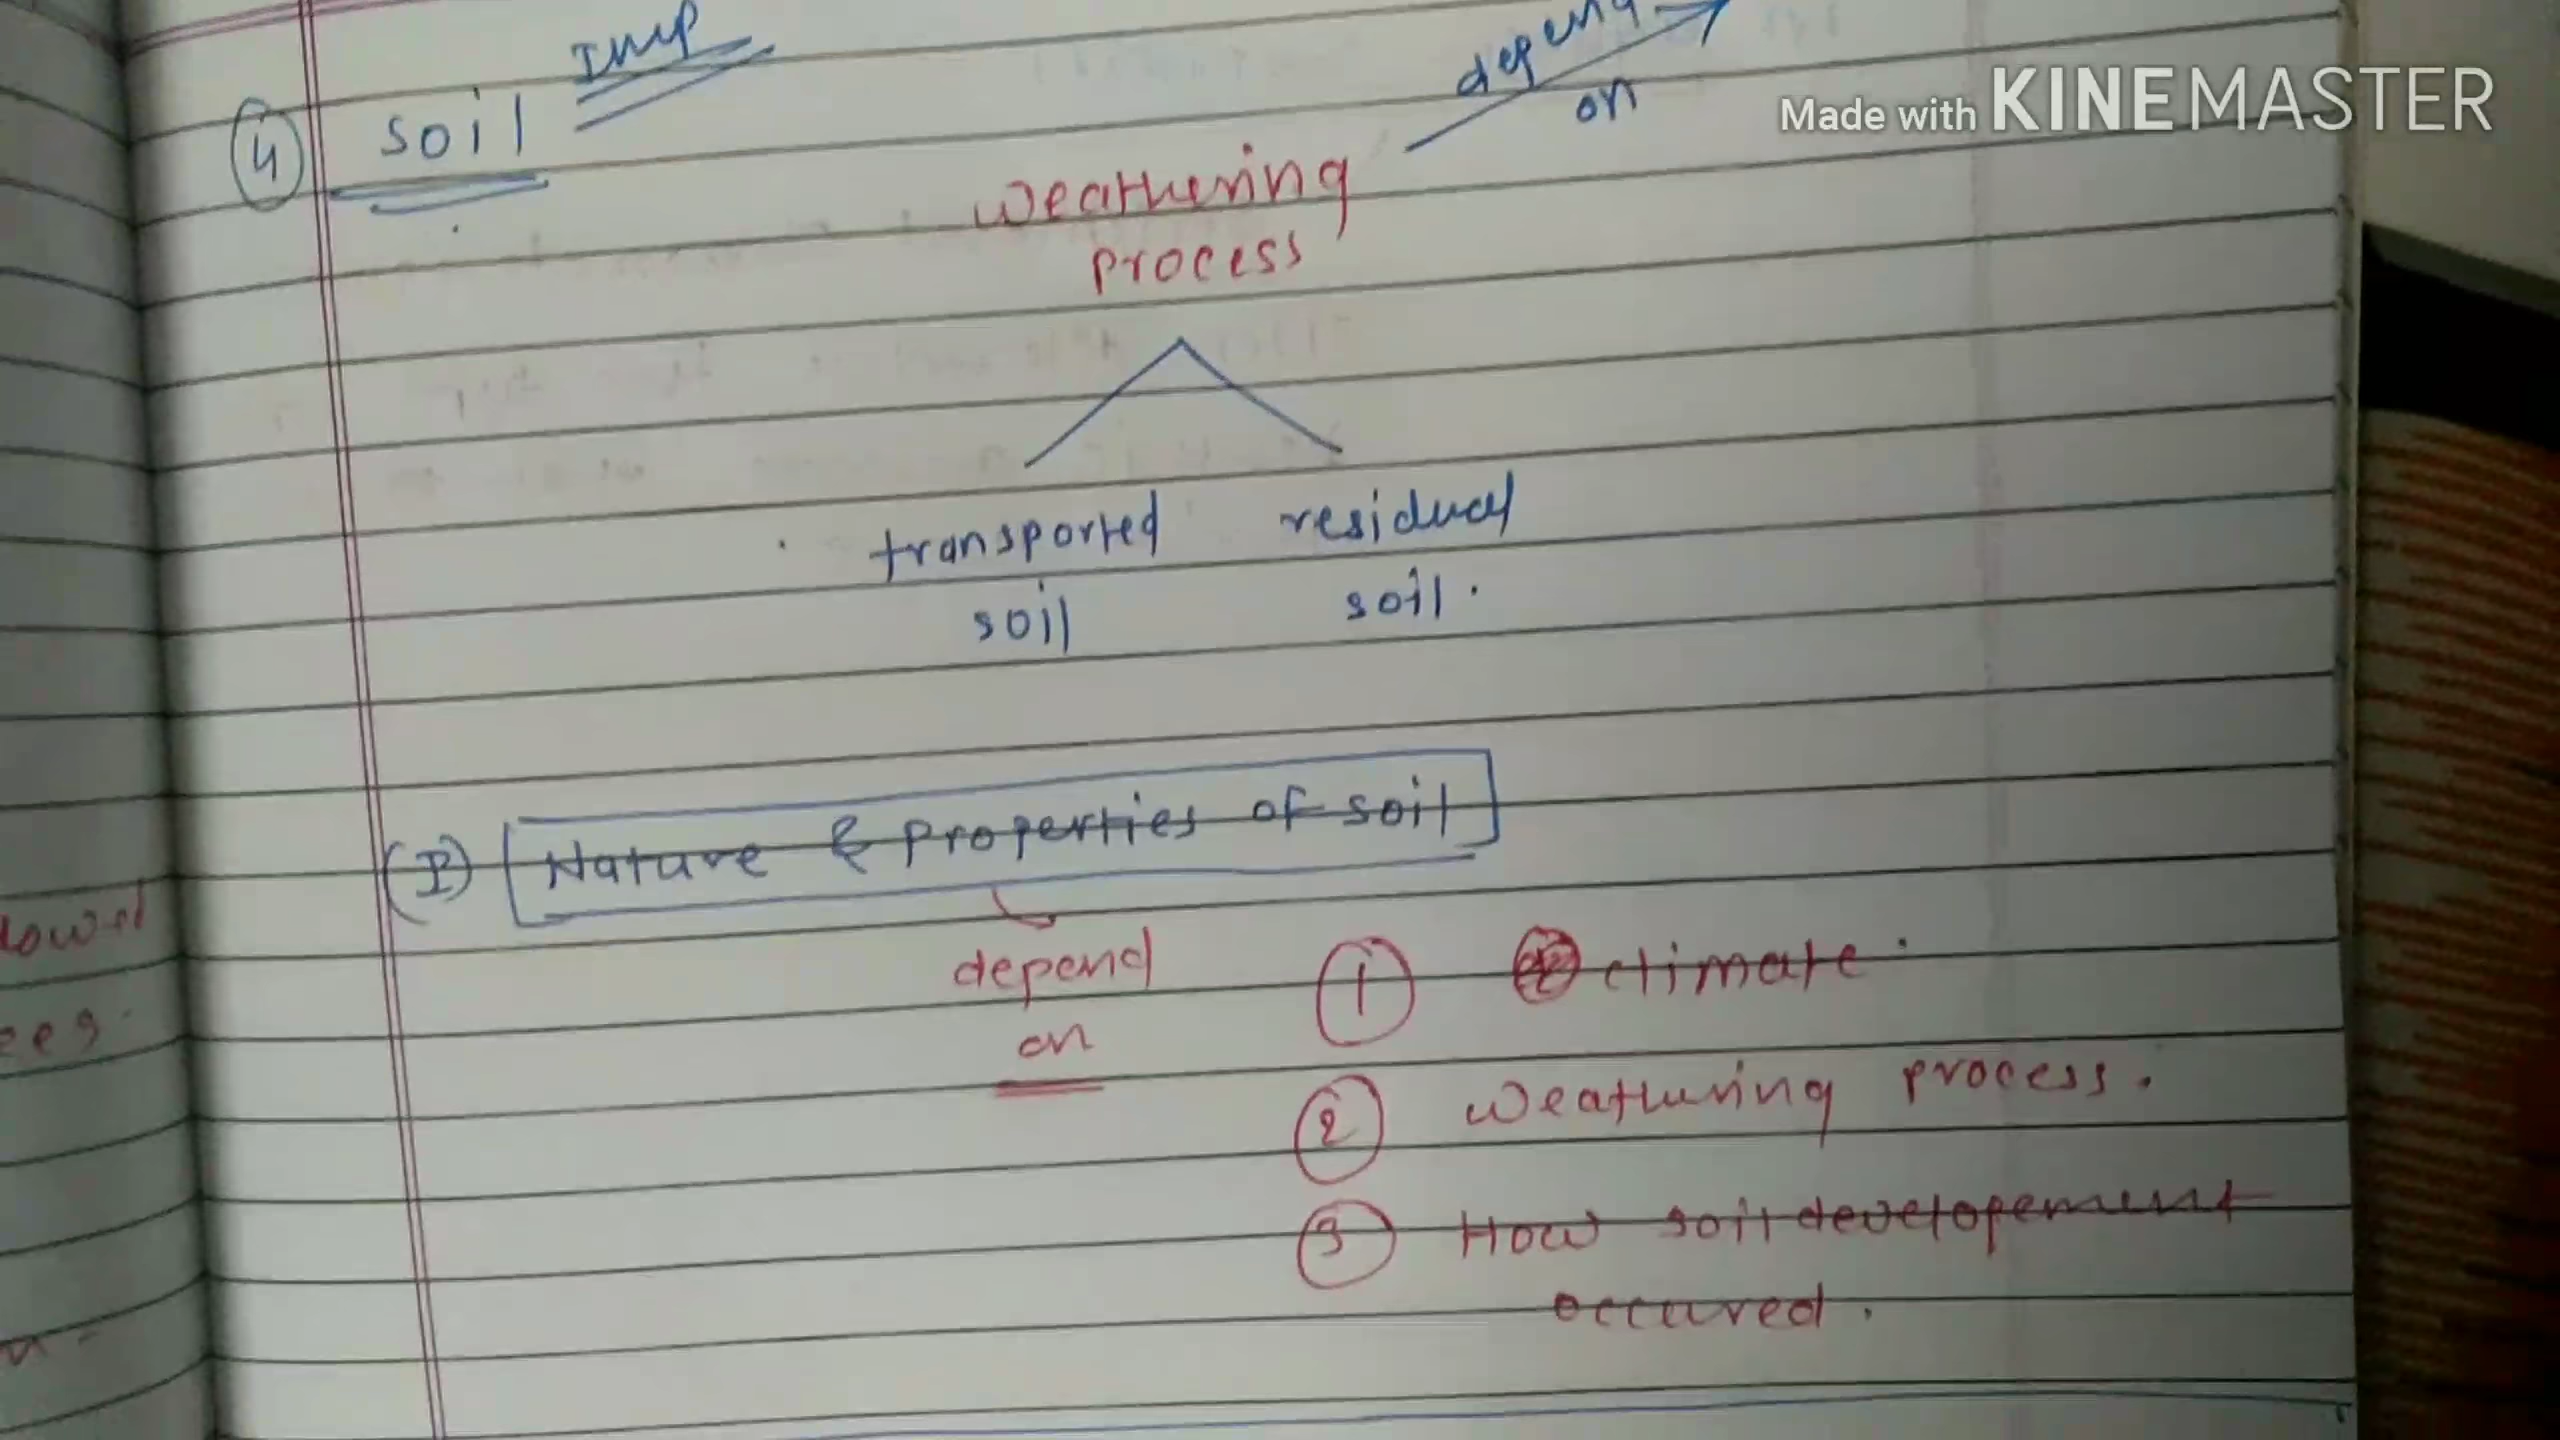 Imp
depend
on
Made with KINEMASTER
4 soil
weathering
process
transported residual
soil soil.
(I) Nature & Properties of soil
depend
on
1 climate.
2 weathering process.
3 How soil developement
occured.